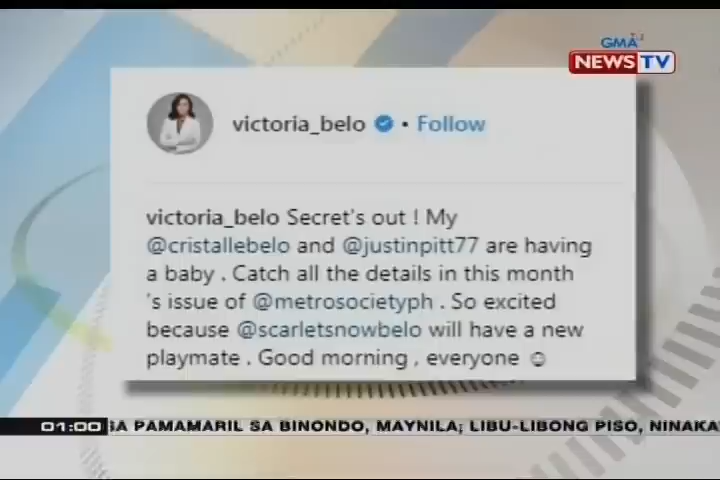 GMA
NEWS TV
victoria_belo • Follow
victoria_belo Secret's out ! My
@cristallebelo and @justinpitt77 are having
a baby . Catch all the details in this month
's issue of @metrosocietyph . So excited
because @scarletsnowbelo will have a new
playmate . Good morning , everyone ☺
01:00 SA PAMAMARIL SA BINONDO, MAYNILA; LIBU-LIBONG PISO, NINAKA